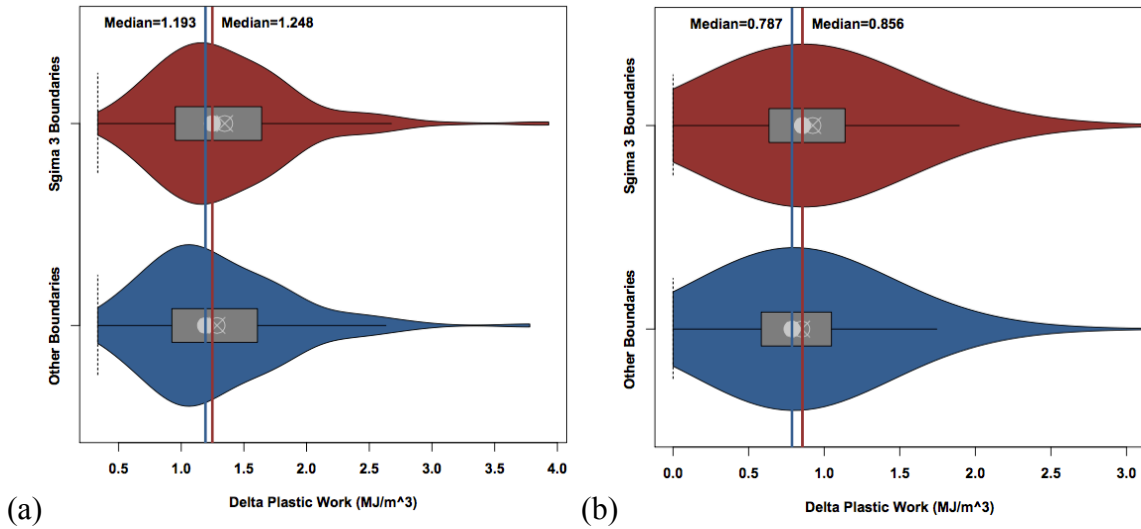 Median=1.193 Median=1.248
Sgima 3 Boundaries
Other Boundaries
0.5 1.0 1.5 2.0 2.5 3.0 3.5 4.0
Delta Plastic Work (MJ/m^3)
(a)
Median=0.787 Median=0.856
Sgima 3 Boundaries
Other Boundaries
0.0 0.5 1.0 1.5 2.0 2.5 3.0
Delta Plastic Work (MJ/m^3)
(b)